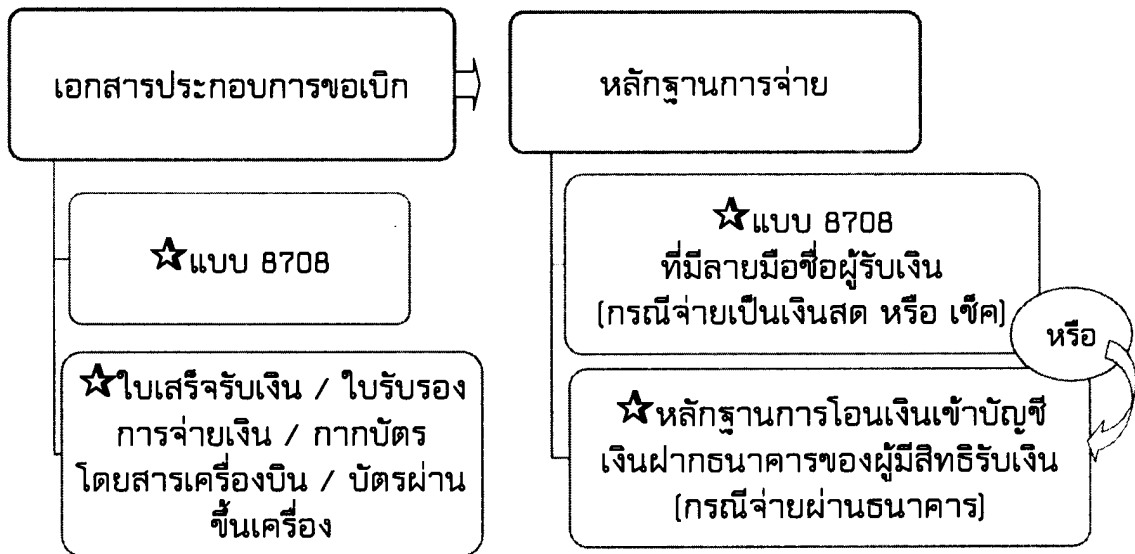 เอกสารประกอบการขอเบิก
หลักฐานการจ่าย
☆แบบ 8708
☆ใบเสร็จรับเงิน / ใบรับรอง
การจ่ายเงิน / กากบัตร
โดยสารเครื่องบิน / บัตรผ่าน
ขึ้นเครื่อง
☆แบบ 8708
ที่มีลายมือชื่อผู้รับเงิน
(กรณีจ่ายเป็นเงินสด หรือ เช็ค)
หรือ
☆หลักฐานการโอนเงินเข้าบัญชี
เงินฝากธนาคารของผู้มีสิทธิรับเงิน
(กรณีจ่ายผ่านธนาคาร)